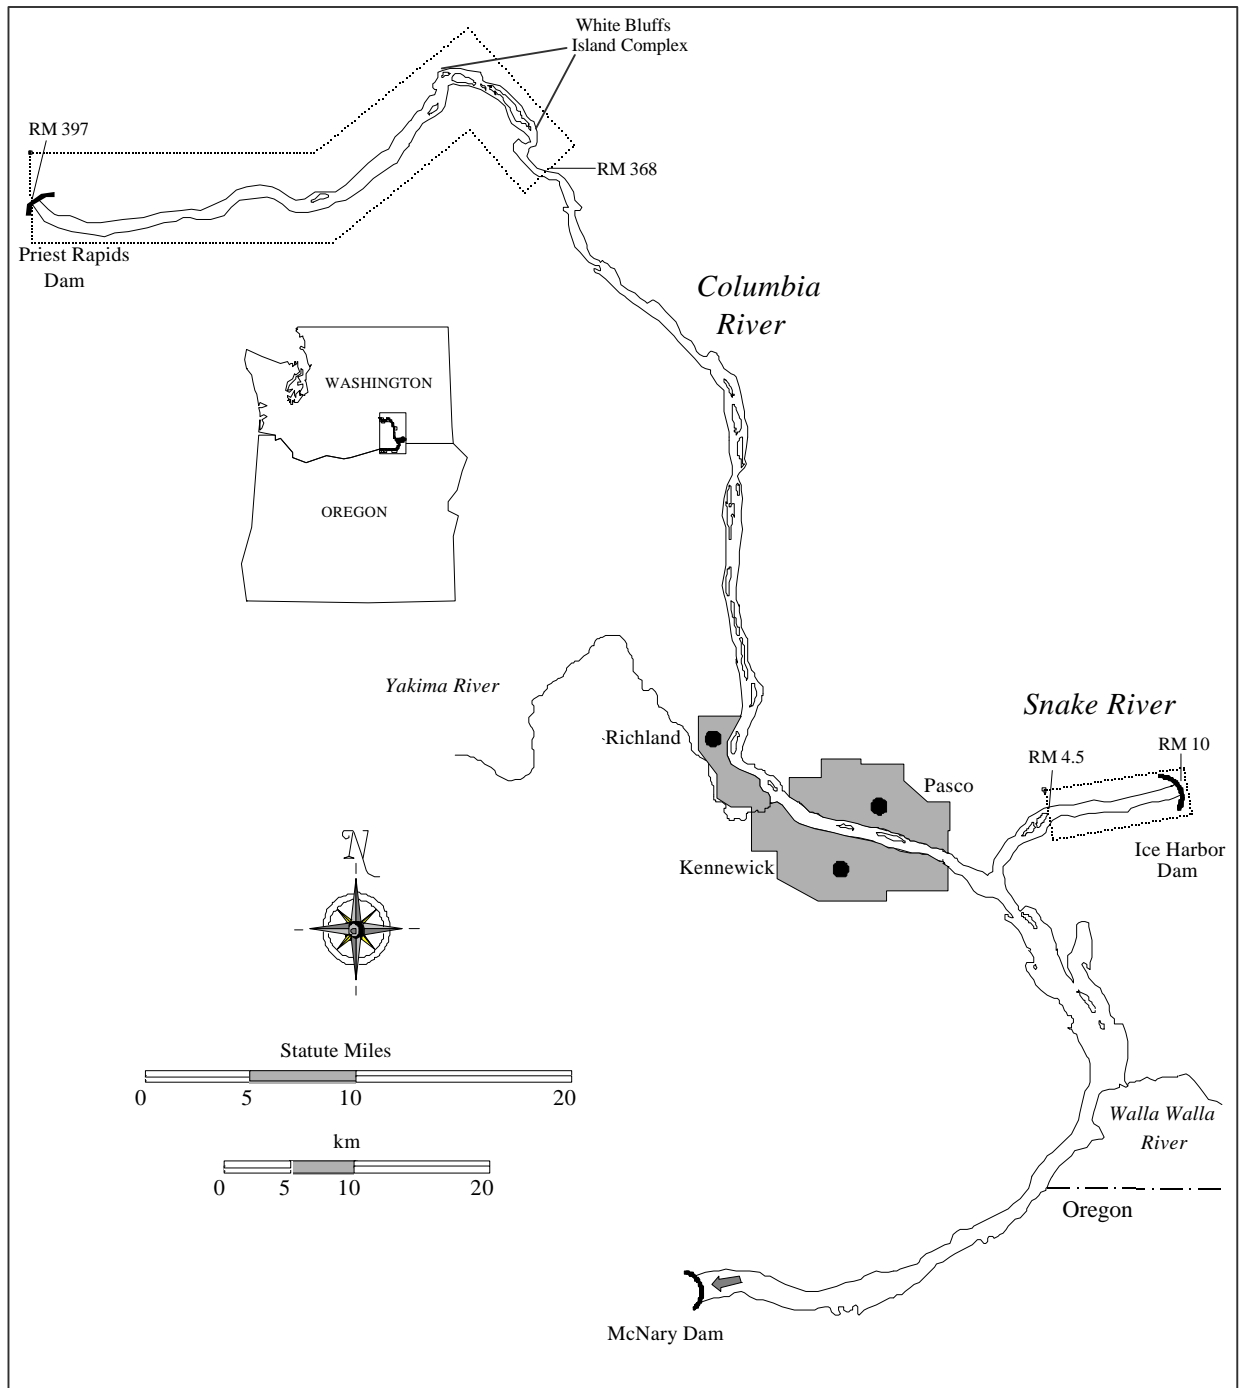 White Bluffs
Island Complex
RM 397
RM 368
Priest Rapids
Dam
Columbia
River
WASHINGTON
OREGON
Yakima River
Snake River
Richland
RM 4.5
RM 10
Pasco
Ice Harbor
Dam
Kennewick
N
Statute Miles
0 5 10 20
km
0 5 10 20
Walla Walla
River
Oregon
McNary Dam